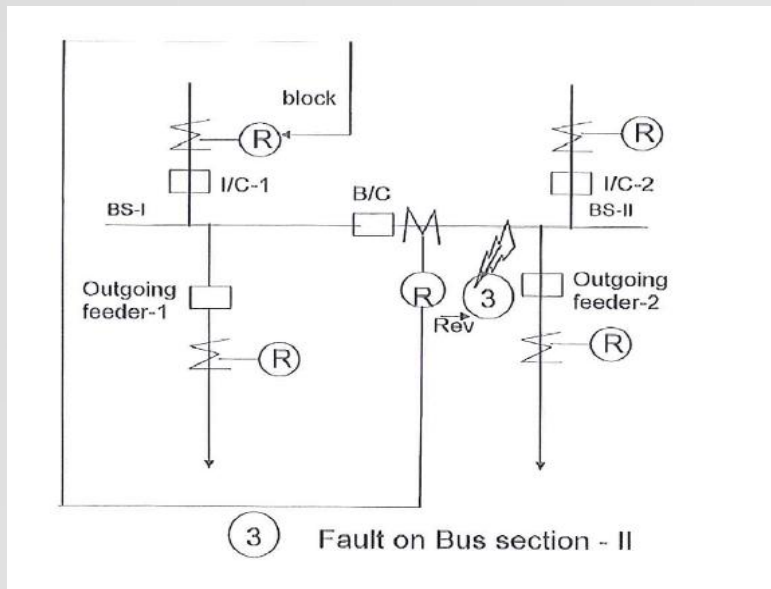 block
R
R
I/C-1
I/C-2
B/C
BS-I
BS-II
Outgoing
feeder-1
R
3
Outgoing
feeder-2
Rev
R
R
3 Fault on Bus section - II